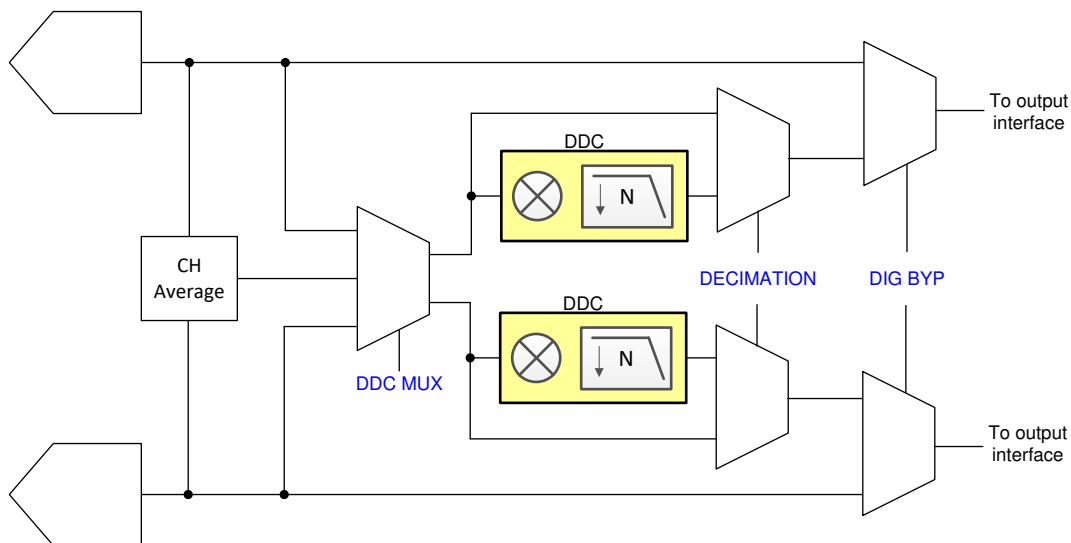 To output
interface
DDC
N
CH
Average
DECIMATION
DIG BYP
DDC
N
DDC MUX
To output
interface